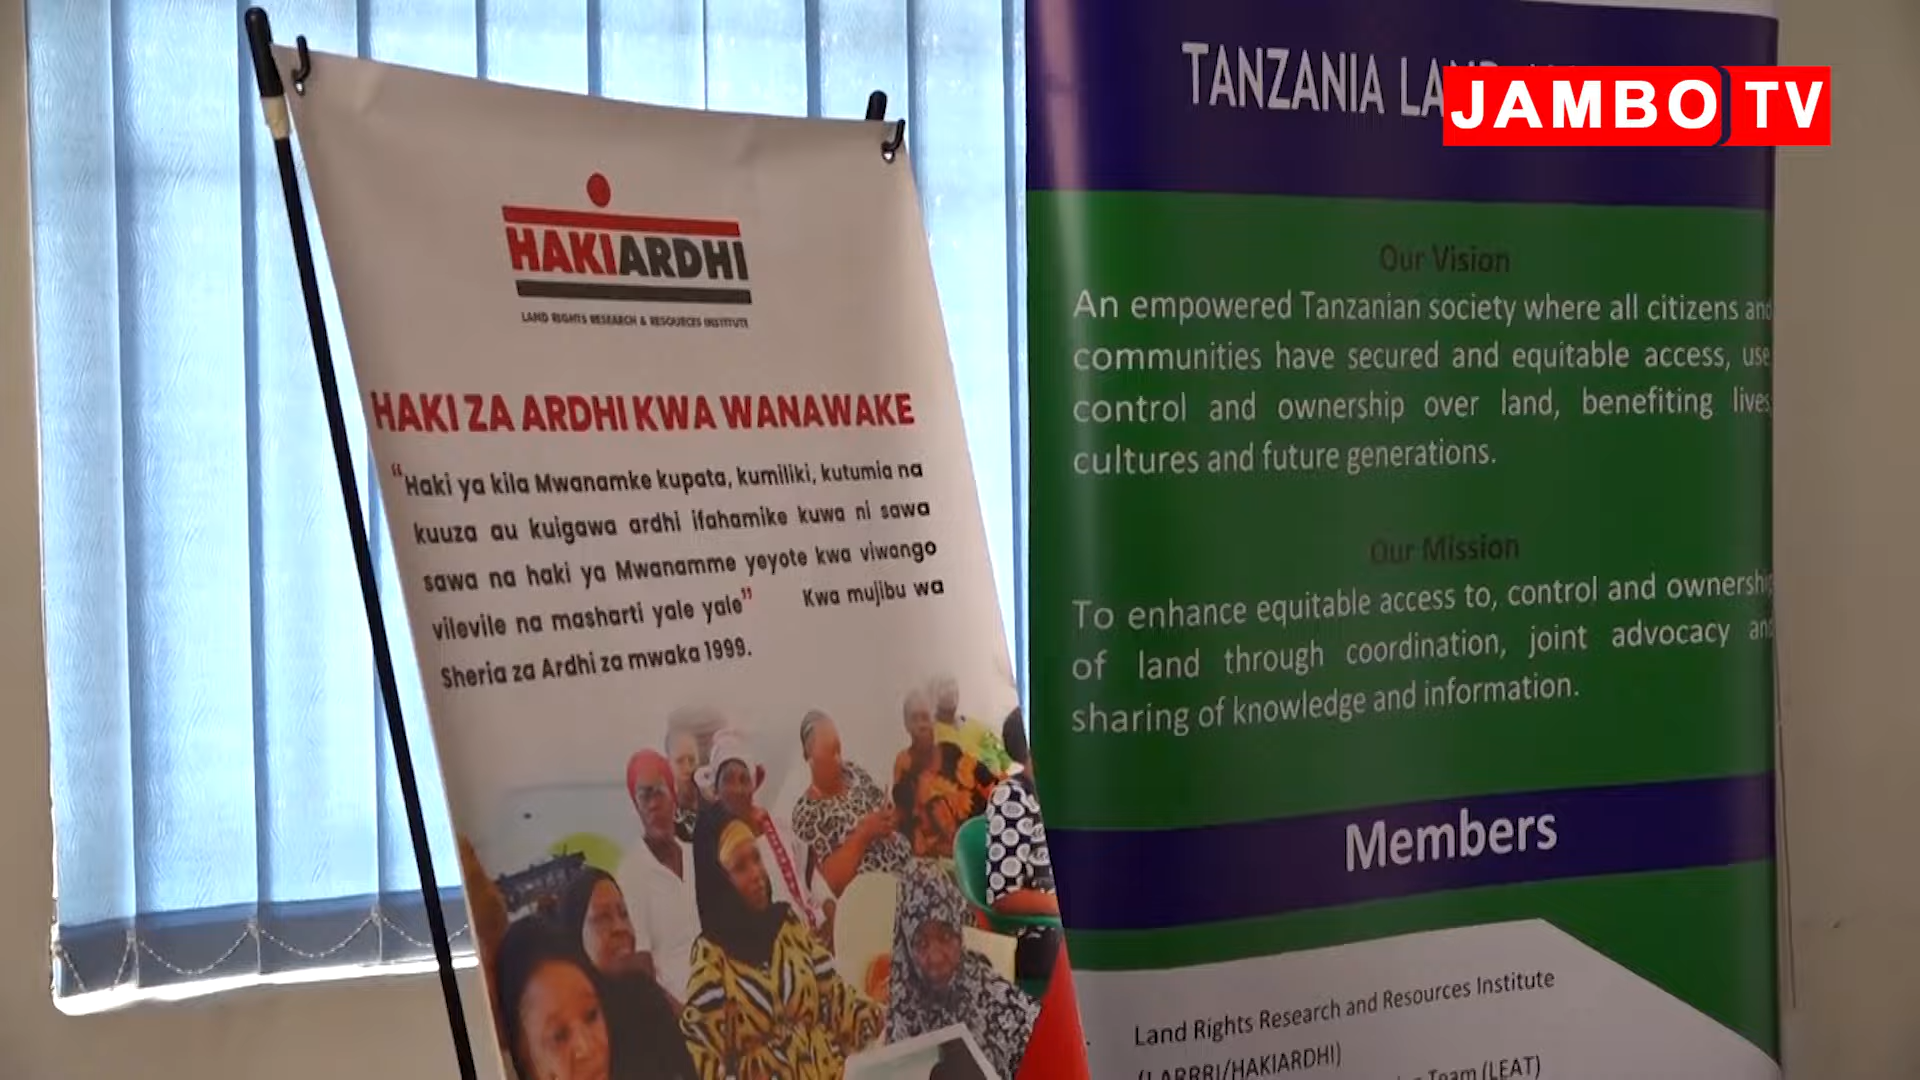 HAKIARDHI
LAND RIGHTS RESEARCH & RESOURCES INSTITUTE
HAKI ZA ARDHI KWA WANAWAKE
“Haki ya kila Mwanamke kupata, kumiliki, kutumia na
kuuza au kuigawa ardhi ifahamike kuwa ni sawa
sawa na haki ya Mwanamme yeyote kwa viwango
vilevile na masharti yale yale” Kwa mujibu wa
Sheria za Ardhi za mwaka 1999.
TANZANIA
JAMBO TV
Our Vision
An empowered Tanzanian society where all citizens and
communities have secured and equitable access, use
control and ownership over land, benefiting lives
cultures and future generations.
Our Mission
To enhance equitable access to, control and ownership
of land through coordination, joint advocacy and
sharing of knowledge and information.
Members
Land Rights Research and Resources Institute
(LARRRI/HAKIARDHI)
Team (LEAT)